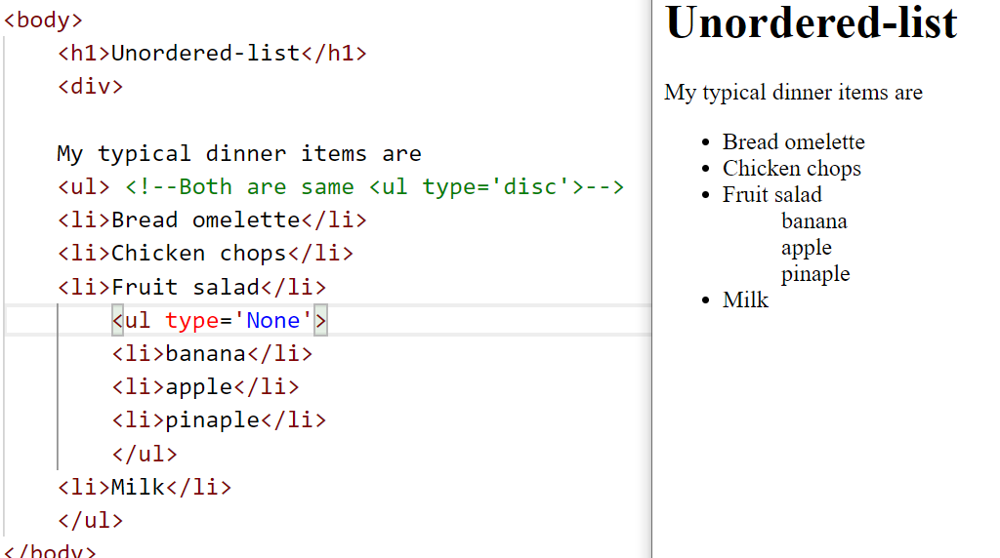 <body>
<h1>Unordered-list</h1>
<div>
My typical dinner items are
<ul> <!--Both are same <ul type='disc'>-->
<li>Bread omelette</li>
<li>Chicken chops</li>
<li>Fruit salad</li>
<ul type='None'>
<li>banana</li>
<li>apple</li>
<li>pinaple</li>
</ul>
<li>Milk</li>
</ul>
</body>
Unordered-list
My typical dinner items are
• Bread omelette
• Chicken chops
• Fruit salad
banana
apple
pinaple
• Milk